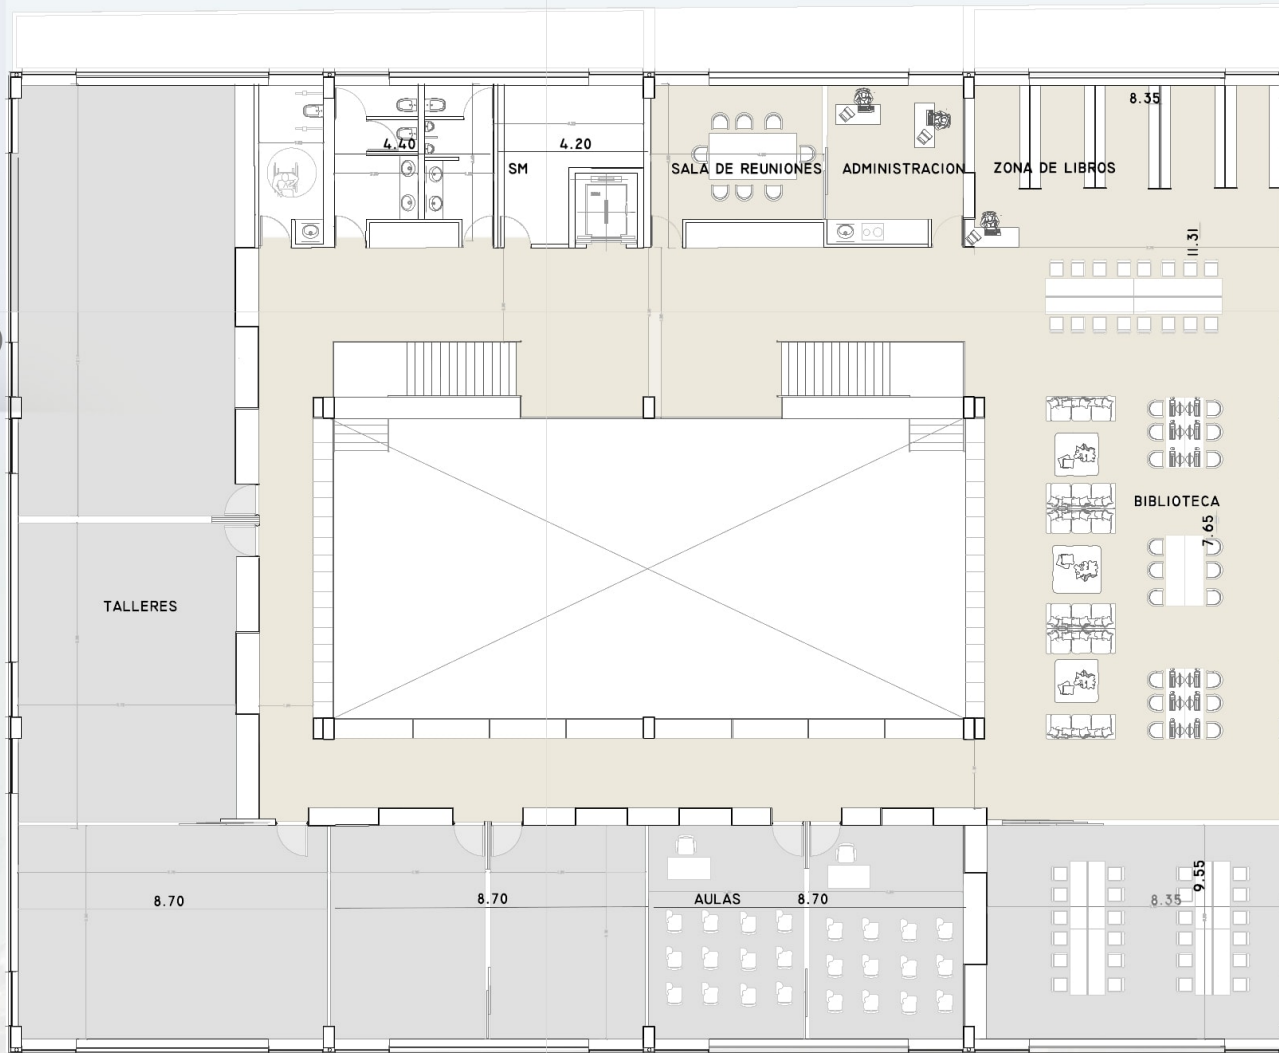 8.35
4.40
4.20
SM
SALA DE REUNIONES
ADMINISTRACION
ZONA DE LIBROS
11.31
BIBLIOTECA
7.65
TALLERES
9.55
8.70
8.70
AULAS
8.70
8.35